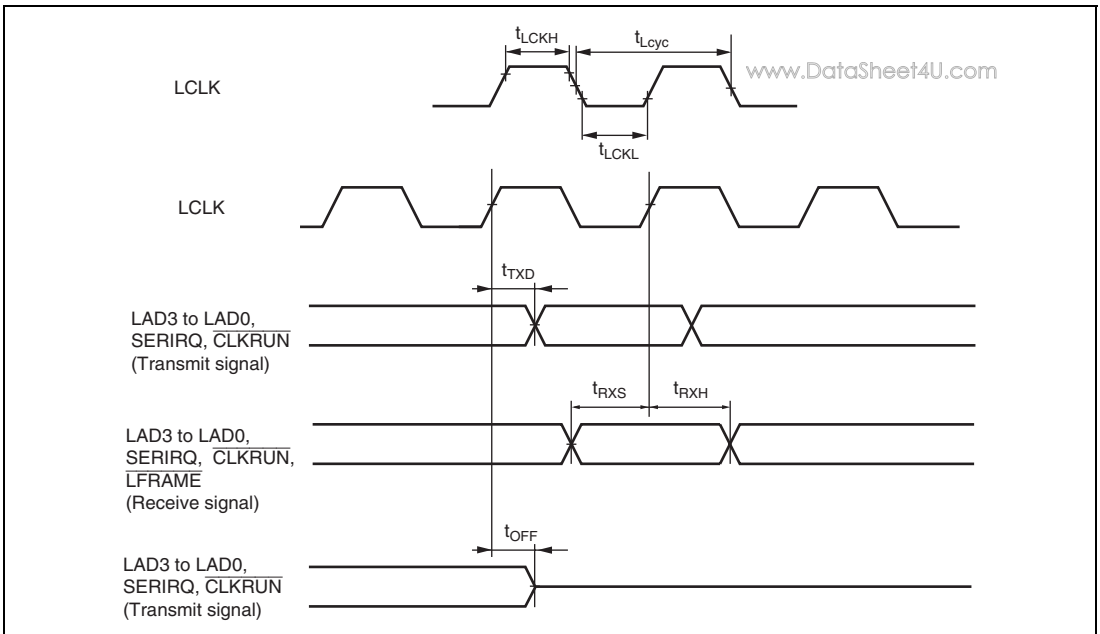 tLCKH
tLcyc
www.DataSheet4U.com
LCLK
tLCKL
LCLK
tTXD
LAD3 to LAD0,
SERIRQ, CLKRUN
(Transmit signal)
tRXS
tRXH
LAD3 to LAD0,
SERIRQ, CLKRUN,
LFRAME
(Receive signal)
tOFF
LAD3 to LAD0,
SERIRQ, CLKRUN
(Transmit signal)